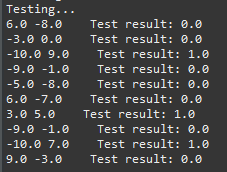 Testing...
6.0 -8.0    Test result: 0.0
-3.0 0.0    Test result: 0.0
-10.0 9.0    Test result: 1.0
-9.0 -1.0    Test result: 0.0
-5.0 -8.0    Test result: 0.0
6.0 -7.0    Test result: 0.0
3.0 5.0    Test result: 1.0
-9.0 -1.0    Test result: 0.0
-10.0 7.0    Test result: 1.0
9.0 -3.0    Test result: 0.0